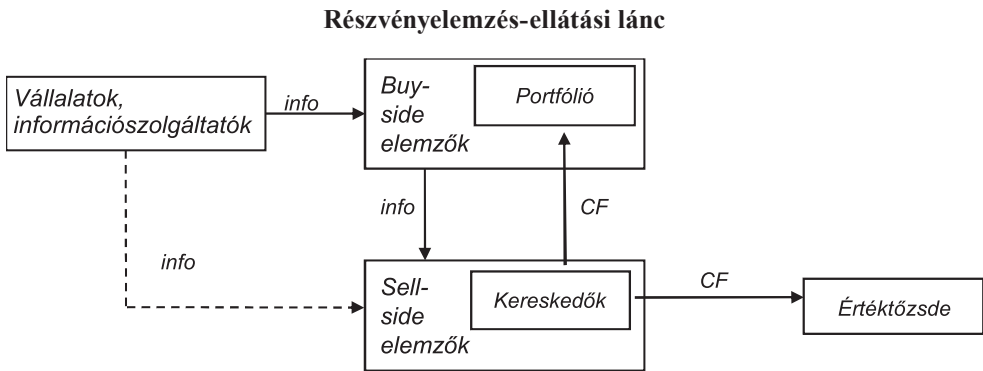 Részvényelemzés-ellátási lánc
Vállalatok,
információszolgáltatók
info
Buy-
side
elemzők
Portfólió
info
CF
info
Sell-
side
elemzők
Kereskedők
CF
Értéktőzsde